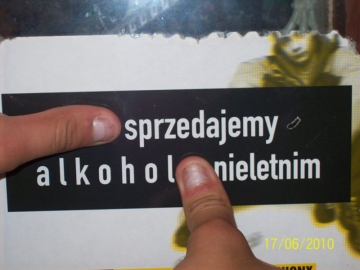 sprzedajemy
alkohol nieletnim
17/06/2010